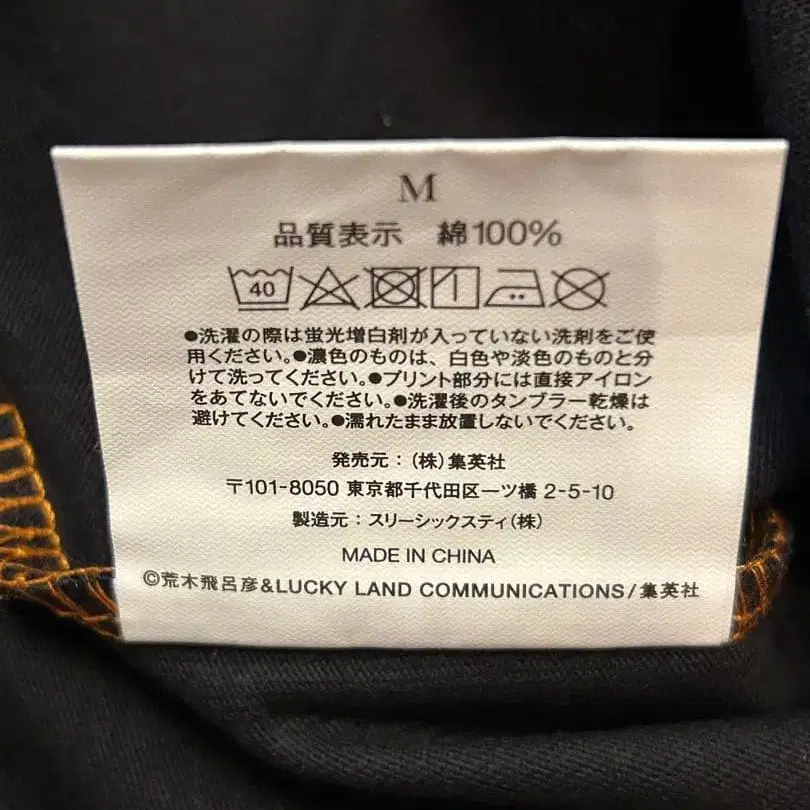 M
品質表示 綿100%
40
●洗濯の際は蛍光増白剤が入っていない洗剤をご使
用ください。●濃色のものは、白色や淡色のものと分
けて洗ってください。●プリント部分には直接アイロン
をあてないでください。●洗濯後のタンブラー乾燥は
避けてください。●濡れたまま放置しないでください。
発売元：(株)集英社
〒101-8050 東京都千代田区一ツ橋 2-5-10
製造元：スリーシックスティ(株)
MADE IN CHINA
©荒木飛呂彦&LUCKY LAND COMMUNICATIONS/集英社